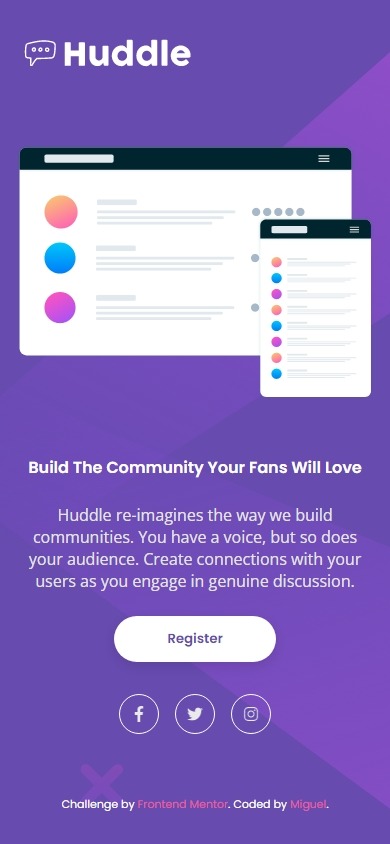 Huddle
Build The Community Your Fans Will Love
Huddle re-imagines the way we build
communities. You have a voice, but so does
your audience. Create connections with your
users as you engage in genuine discussion.
Register
Challenge by Frontend Mentor. Coded by Miguel.